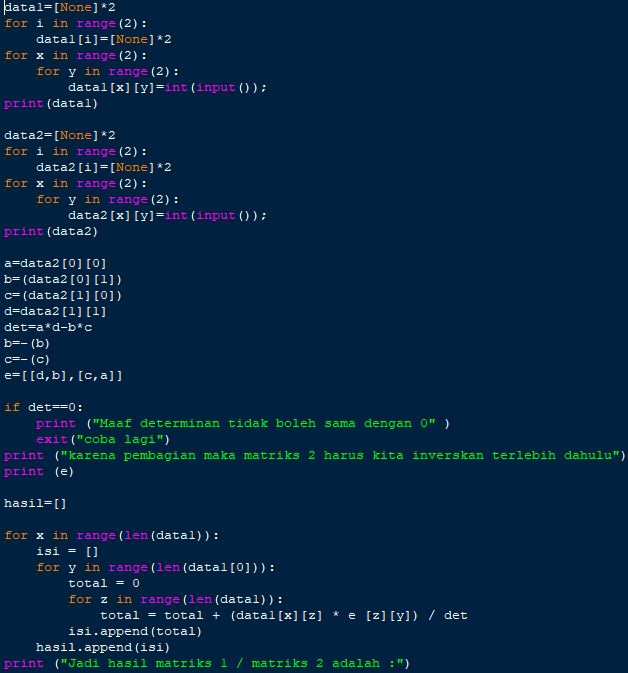 data1=[None]*2
for i in range(2):
    data1[i]=[None]*2
for x in range(2):
    for y in range(2):
        data1[x][y]=int(input());
print(data1)

data2=[None]*2
for i in range(2):
    data2[i]=[None]*2
for x in range(2):
    for y in range(2):
        data2[x][y]=int(input());
print(data2)

a=data2[0][0]
b=(data2[0][1])
c=(data2[1][0])
d=data2[1][1]
det=a*d-b*c
b=-(b)
c=-(c)
e=[[d,b],[c,a]]

if det==0:
    print ("Maaf determinan tidak boleh sama dengan 0" )
    exit("coba lagi")
print ("karena pembagian maka matriks 2 harus kita inverskan terlebih dahulu")
print (e)

hasil=[]

for x in range(len(data1)):
    isi = []
    for y in range(len(data1[0])):
        total = 0
        for z in range(len(data1)):
            total = total + (data1[x][z] * e [z][y]) / det
        isi.append(total)
    hasil.append(isi)
print ("Jadi hasil matriks 1 / matriks 2 adalah :")